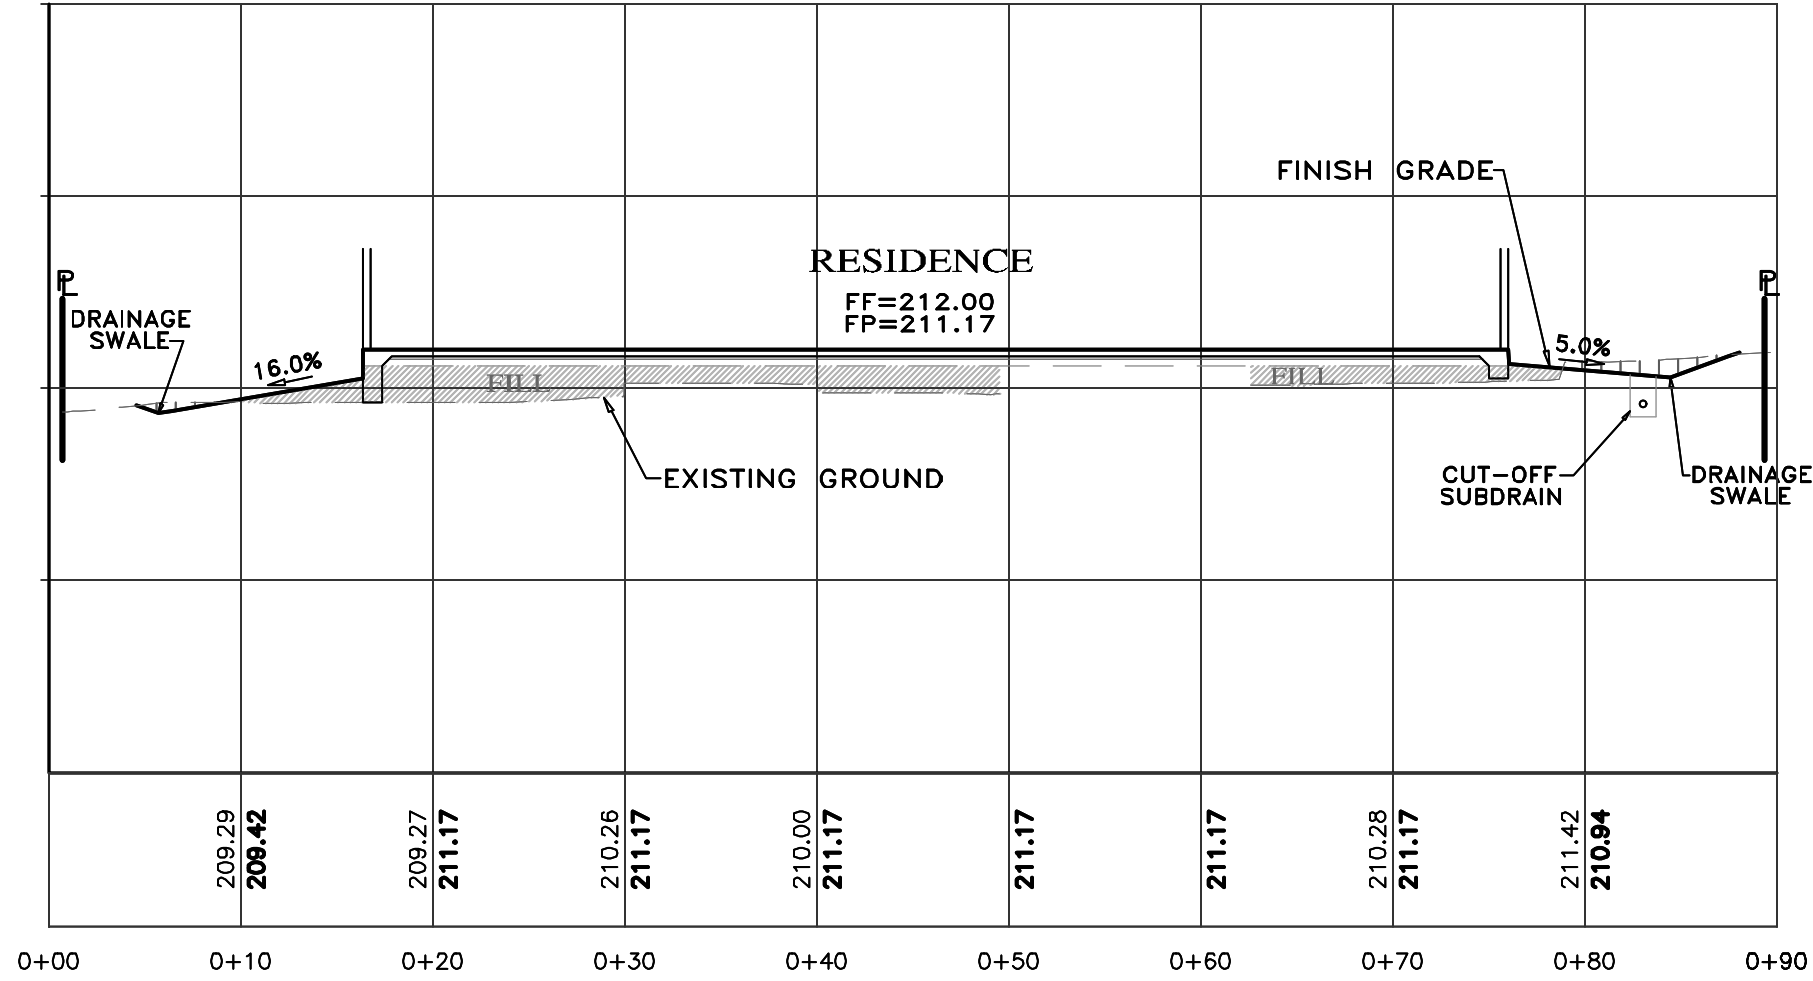 FINISH GRADE
RESIDENCE
FF=212.00
FP=211.17
PL
PL
DRAINAGE
SWALE
16.0%
5.0%
FILL
FILL
EXISTING GROUND
CUT-OFF
SUBDRAIN
DRAINAGE
SWALE
209.29
209.42
209.27
211.17
210.26
211.17
210.00
211.17
211.17
211.17
210.28
211.17
211.42
210.94
0+00 0+10 0+20 0+30 0+40 0+50 0+60 0+70 0+80 0+90